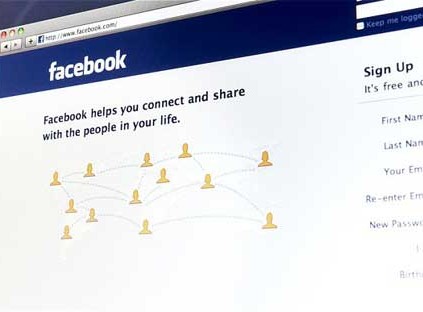 http://www.facebook.com/
Keep me logge
facebook
Facebook helps you connect and share
with the people in your life.
Sign Up
It's free and
First Nam
Last Nam
Your Em
Re-enter Em
New Passwo
I
Birth